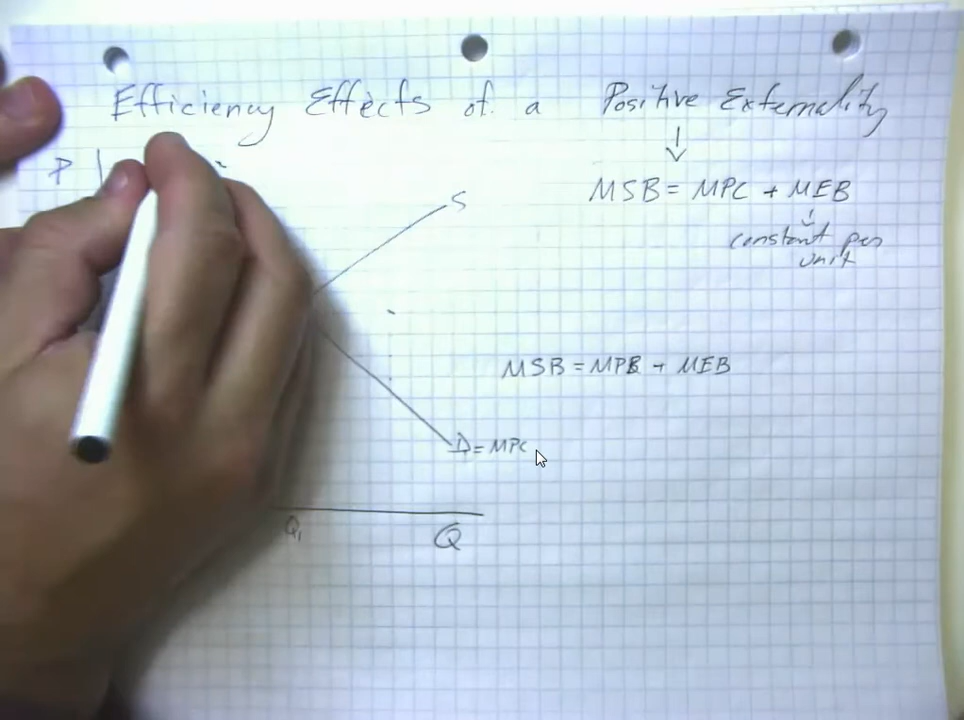 Efficiency Effects of a Positive Externality
P
MSB = MPC + MEB
constant per
unit
S
MSB = MPB + MEB
D = MPC
Q₁
Q